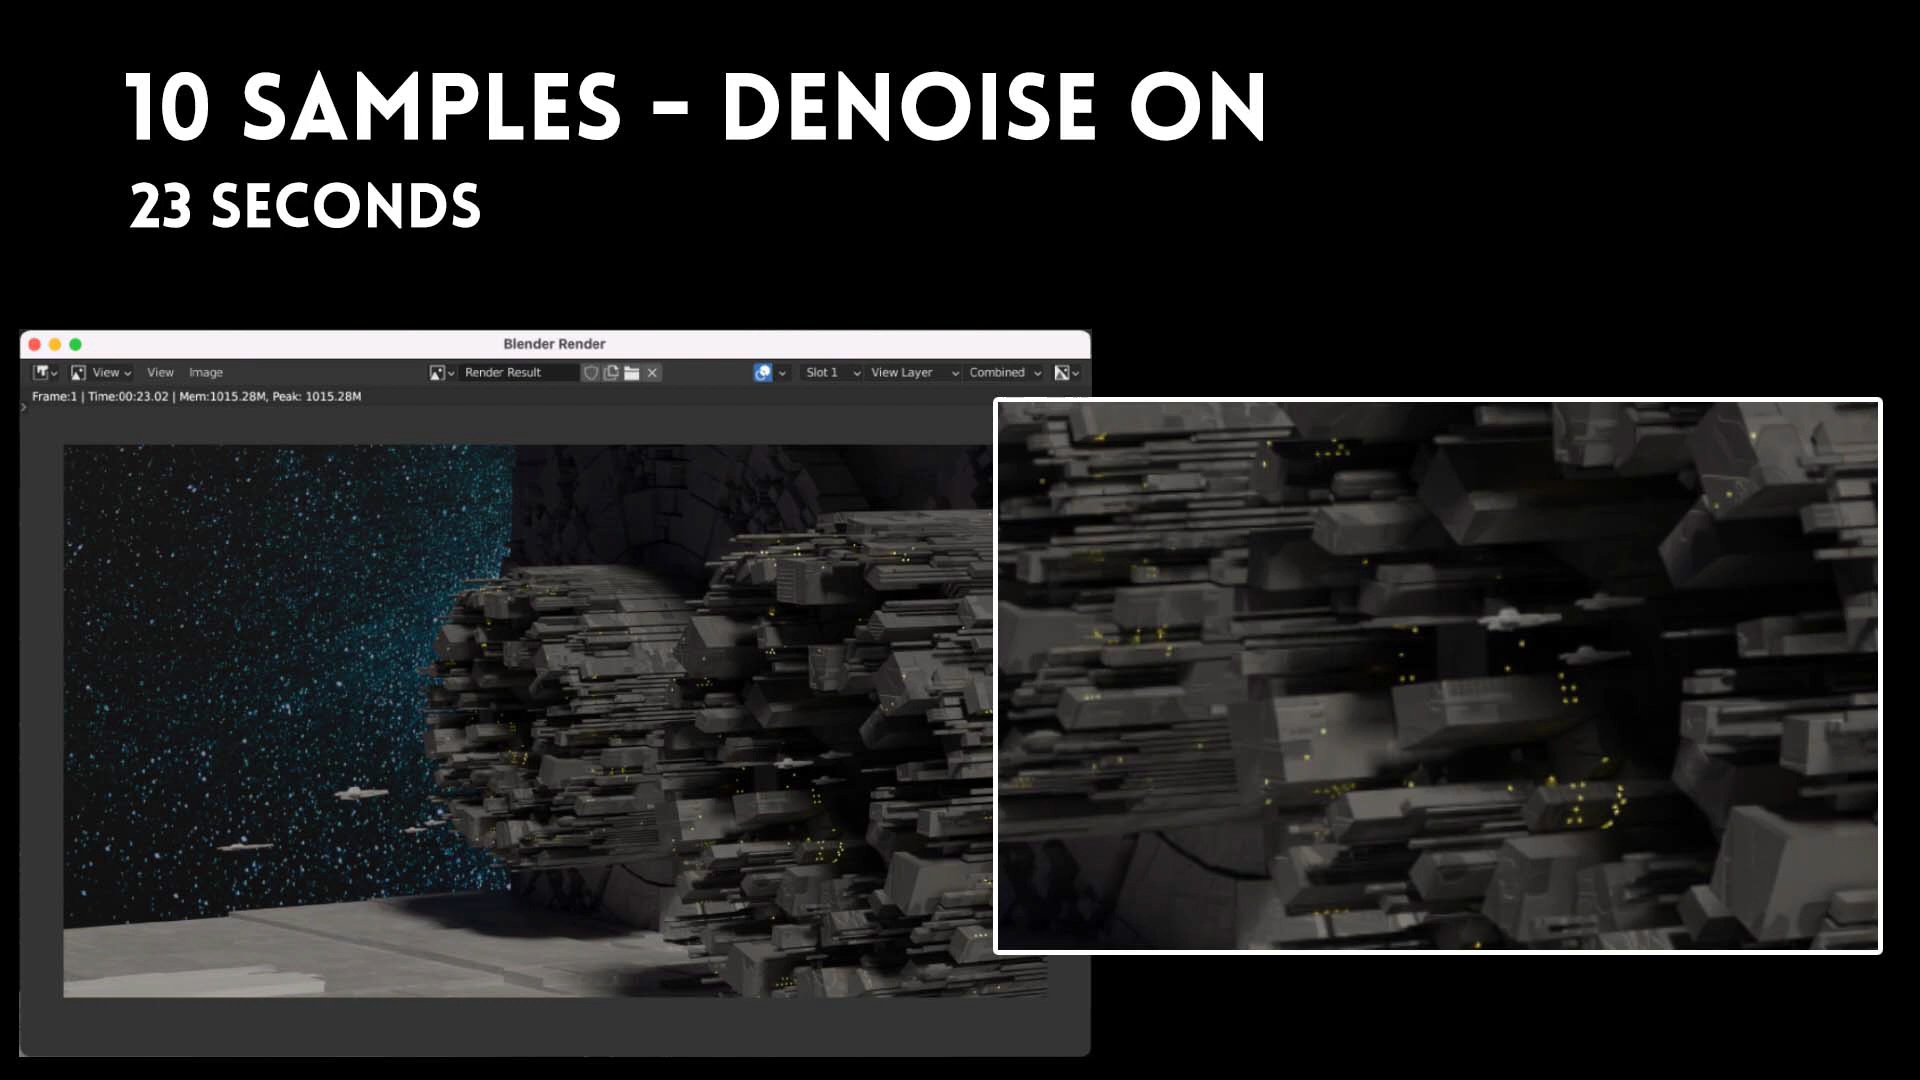 10 SAMPLES - DENOISE ON
23 SECONDS
Blender Render
View View Image Render Result Slot 1 View Layer Combined
Frame:1 | Time:00:23.02 | Mem:1015.28M, Peak: 1015.28M